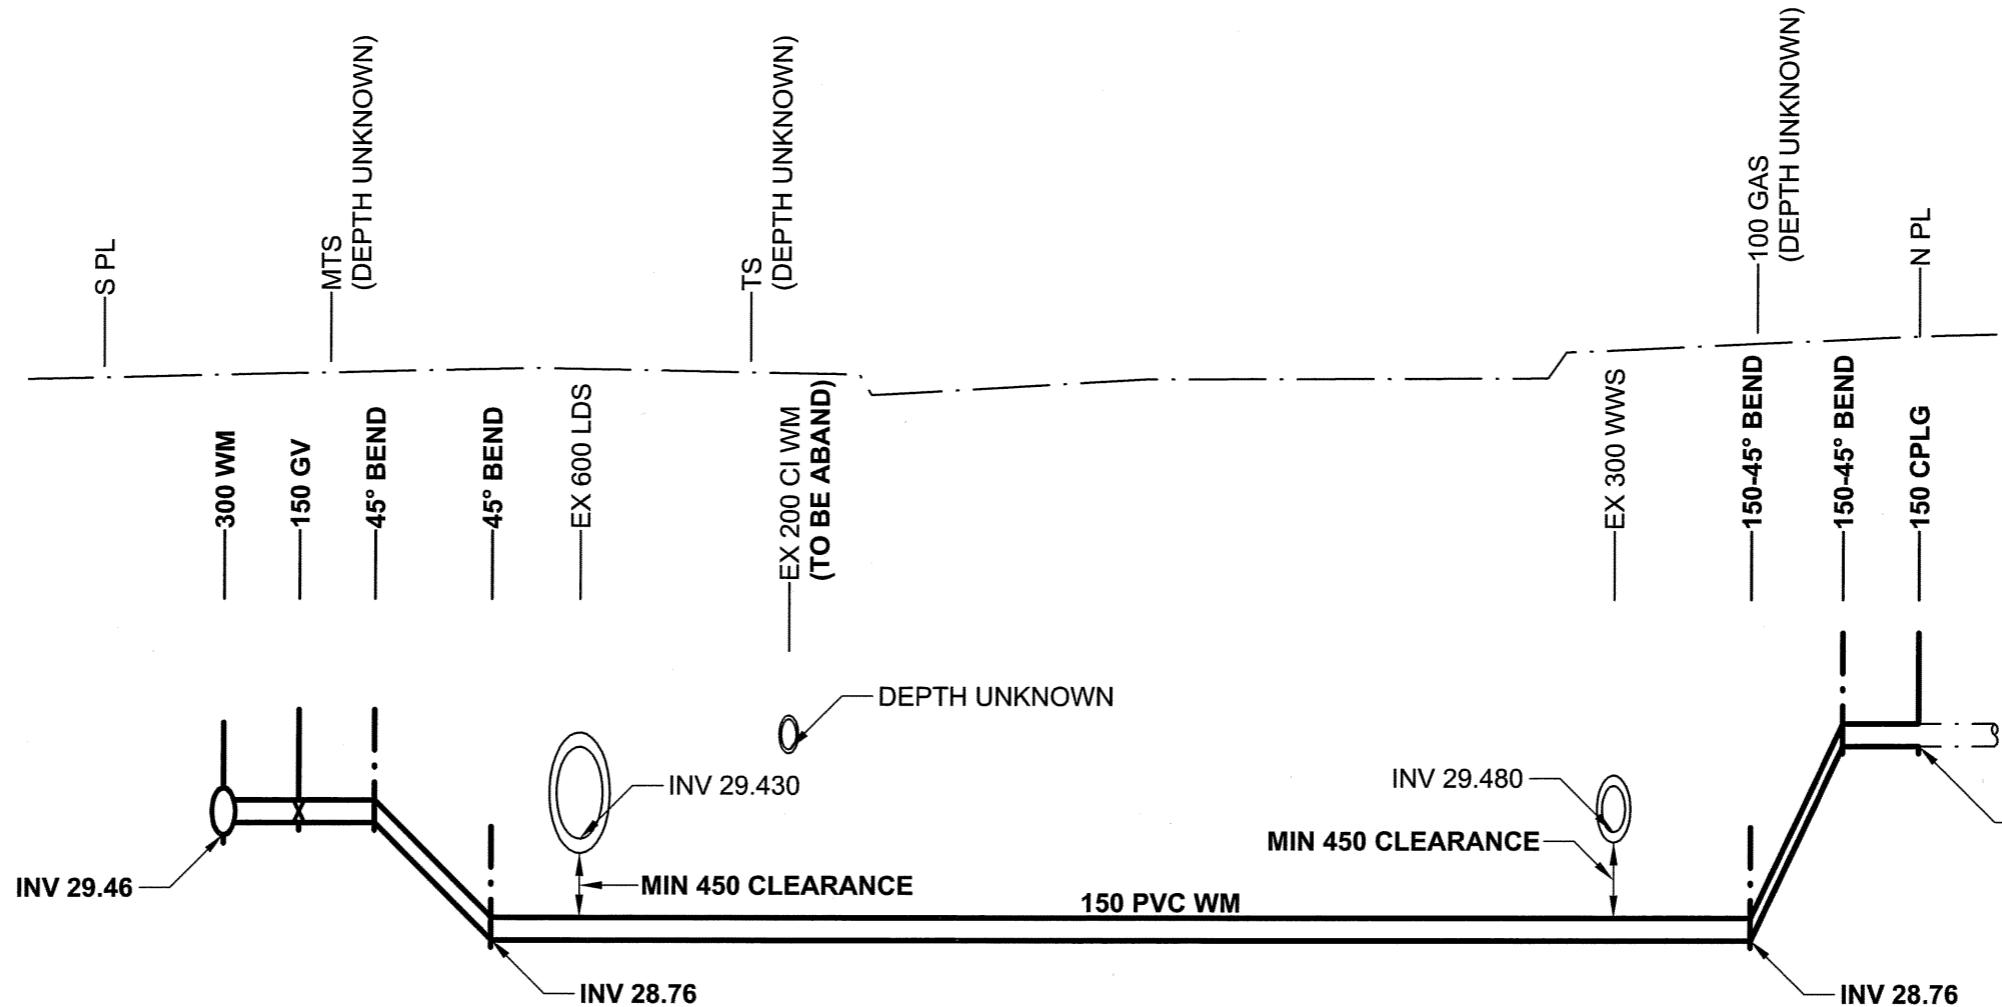 S PL
MTS
(DEPTH UNKNOWN)
TS
(DEPTH UNKNOWN)
100 GAS
(DEPTH UNKNOWN)
N PL
300 WM
150 GV
45° BEND
45° BEND
EX 600 LDS
EX 200 CI WM
(TO BE ABAND)
EX 300 WWS
150-45° BEND
150-45° BEND
150 CPLG
DEPTH UNKNOWN
INV 29.430
INV 29.480
MIN 450 CLEARANCE
INV 29.46
MIN 450 CLEARANCE
150 PVC WM
INV 28.76
INV 28.76